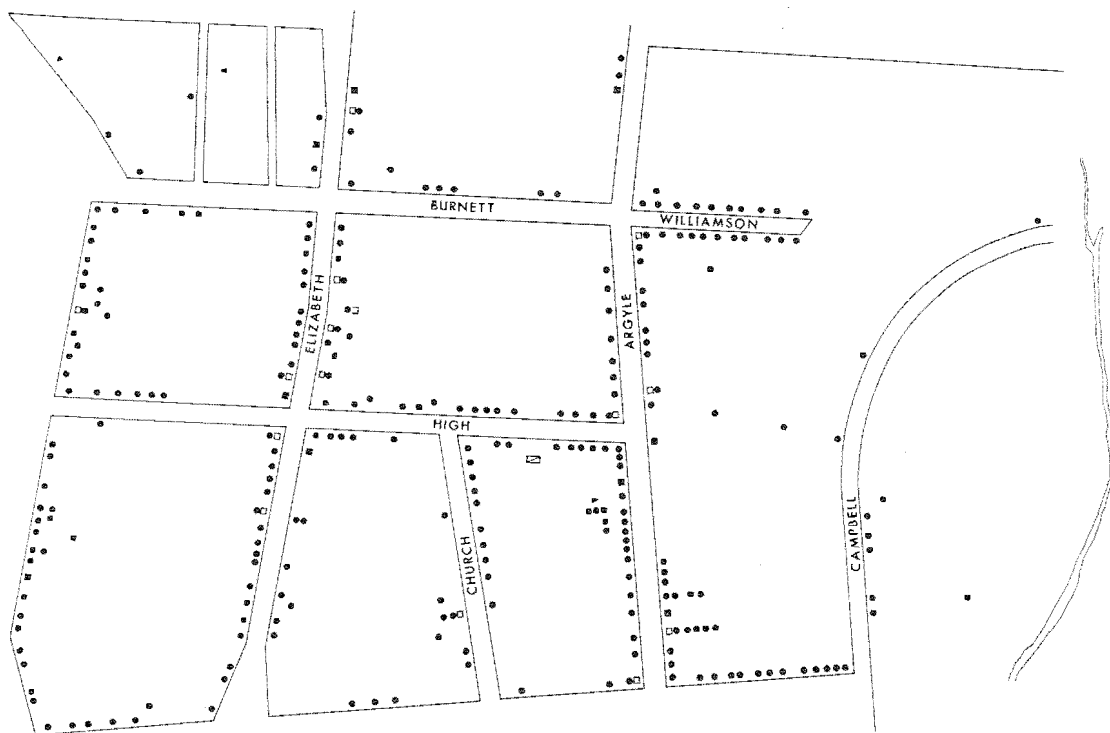 BURNETT
WILLIAMSON
ELIZABETH
ARGYLE
HIGH
CHURCH
CAMPBELL